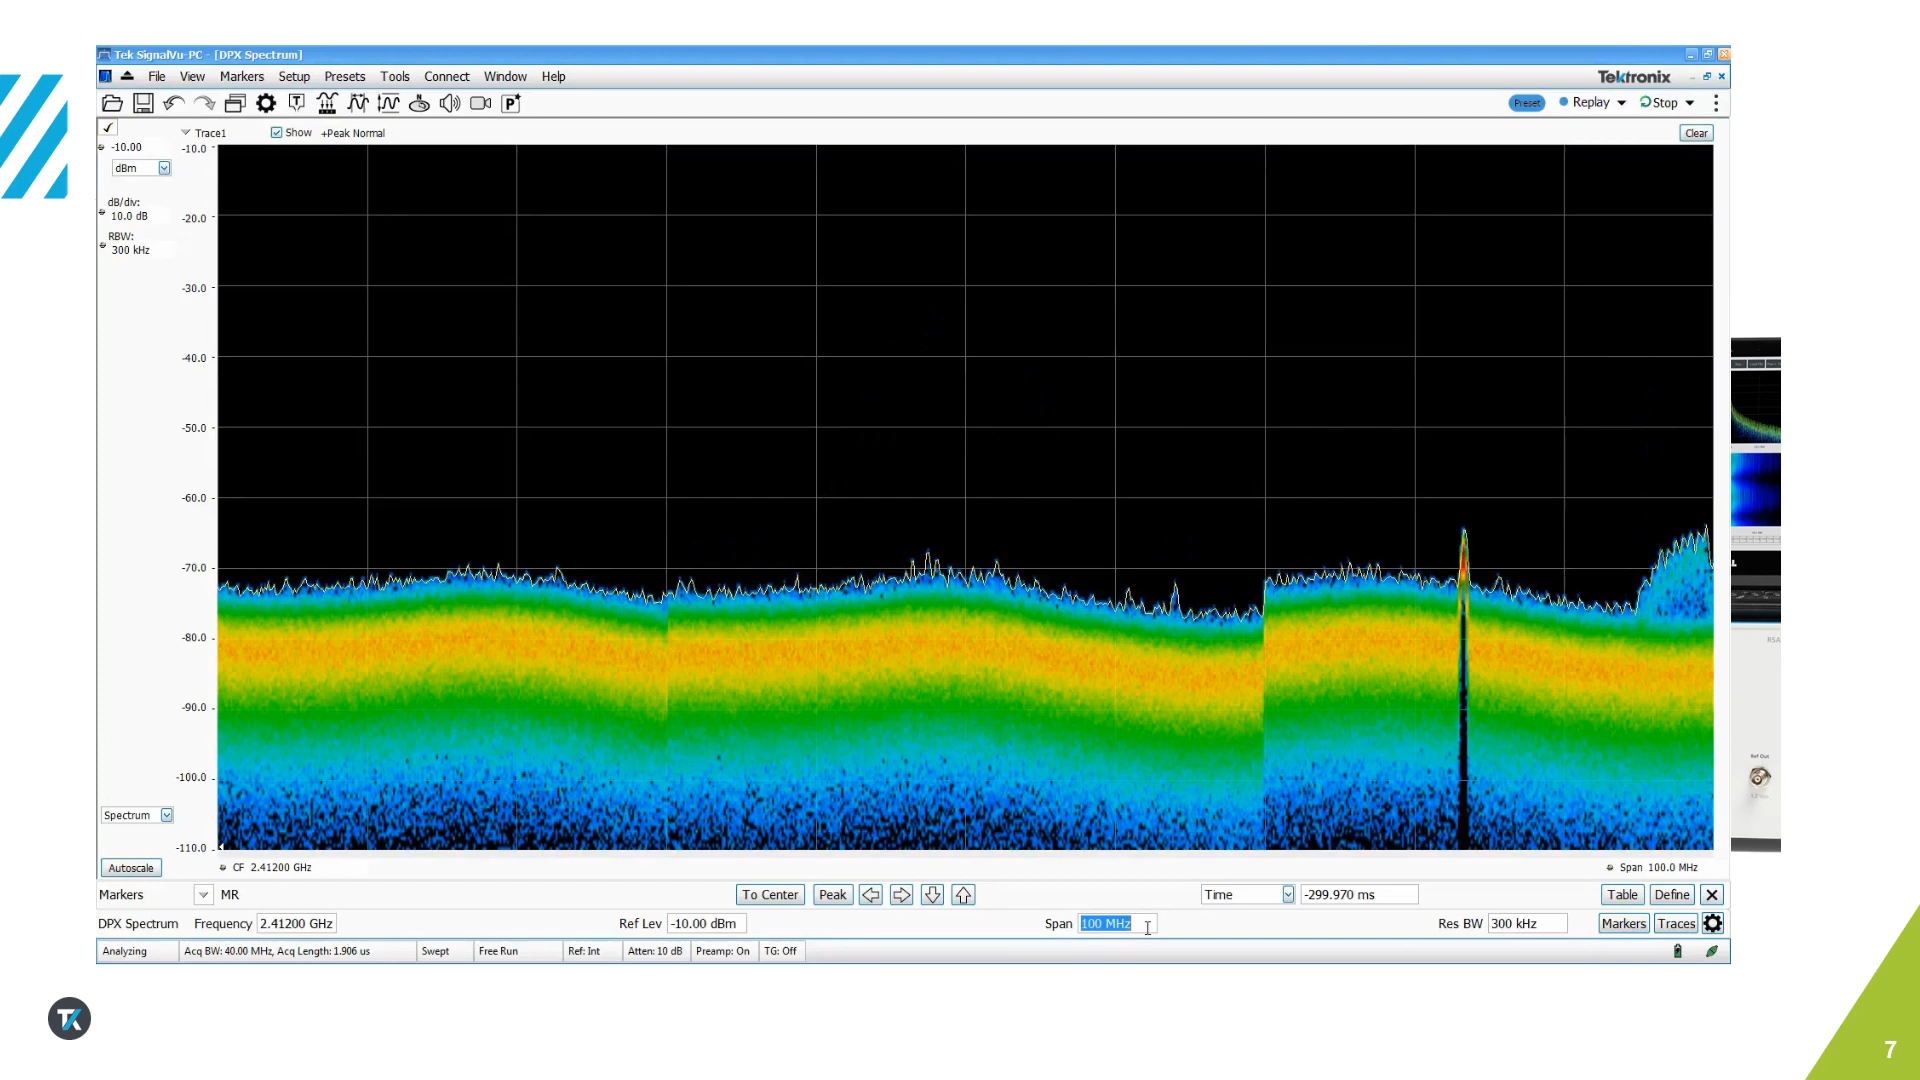 Tek SignalVu-PC - [DPX Spectrum]
File View Markers Setup Presets Tools Connect Window Help
Tektronix
Preset Replay Stop
Trace1 Show +Peak Normal Clear
-10.00
dBm
dB/div:
10.0 dB
RBW:
300 kHz
-10.0
-20.0
-30.0
-40.0
-50.0
-60.0
-70.0
-80.0
-90.0
-100.0
-110.0
Spectrum
Autoscale
CF 2.41200 GHz
Span 100.0 MHz
Markers MR To Center Peak Time -299.970 ms Table Define
DPX Spectrum Frequency 2.41200 GHz Ref Lev -10.00 dBm Span 100 MHz Res BW 300 kHz Markers Traces
Analyzing Acq BW: 40.00 MHz, Acq Length: 1.906 us Swept Free Run Ref: Int Atten: 10 dB Preamp: On TG: Off
RSA
Ref Out
7